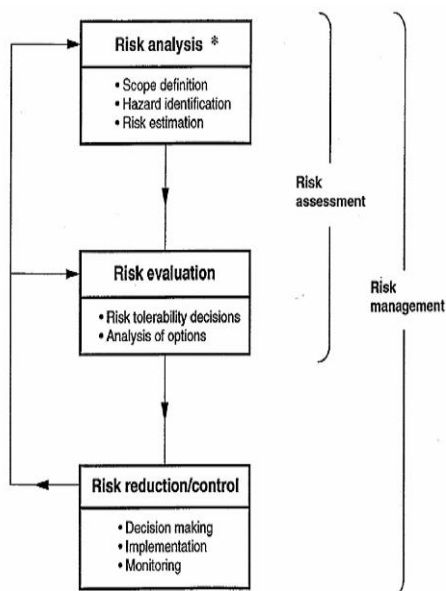 Risk analysis *
• Scope definition
• Hazard identification
• Risk estimation
Risk
assessment
Risk evaluation
• Risk tolerability decisions
• Analysis of options
Risk
management
Risk reduction/control
• Decision making
• Implementation
• Monitoring